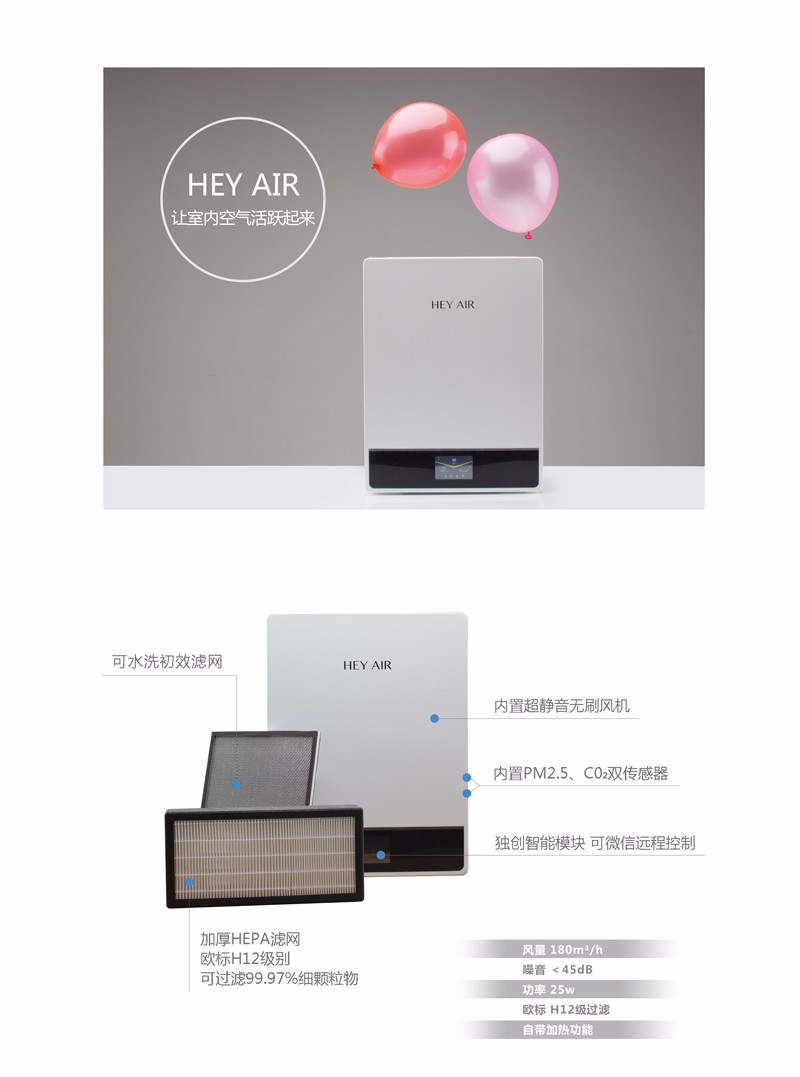 HEY AIR
让室内空气活跃起来
HEY AIR
HEY AIR
可水洗初效滤网
内置超静音无刷风机
内置PM2.5、CO₂双传感器
独创智能模块 可微信远程控制
加厚HEPA滤网
欧标H12级别
可过滤99.97%细颗粒物
风量 180m³/h
噪音 <45dB
功率 25w
欧标 H12级过滤
自带加热功能